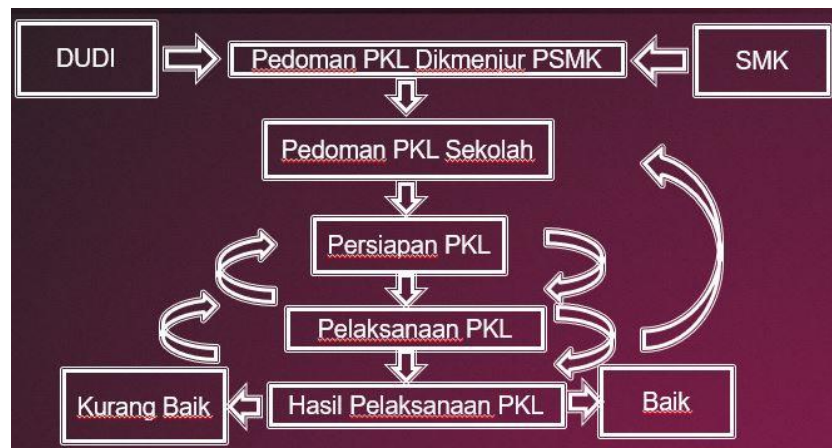 DUDI
Pedoman PKL Dikmenjur PSMK
SMK
Pedoman PKL Sekolah
Persiapan PKL
Pelaksanaan PKL
Kurang Baik
Hasil Pelaksanaan PKL
Baik